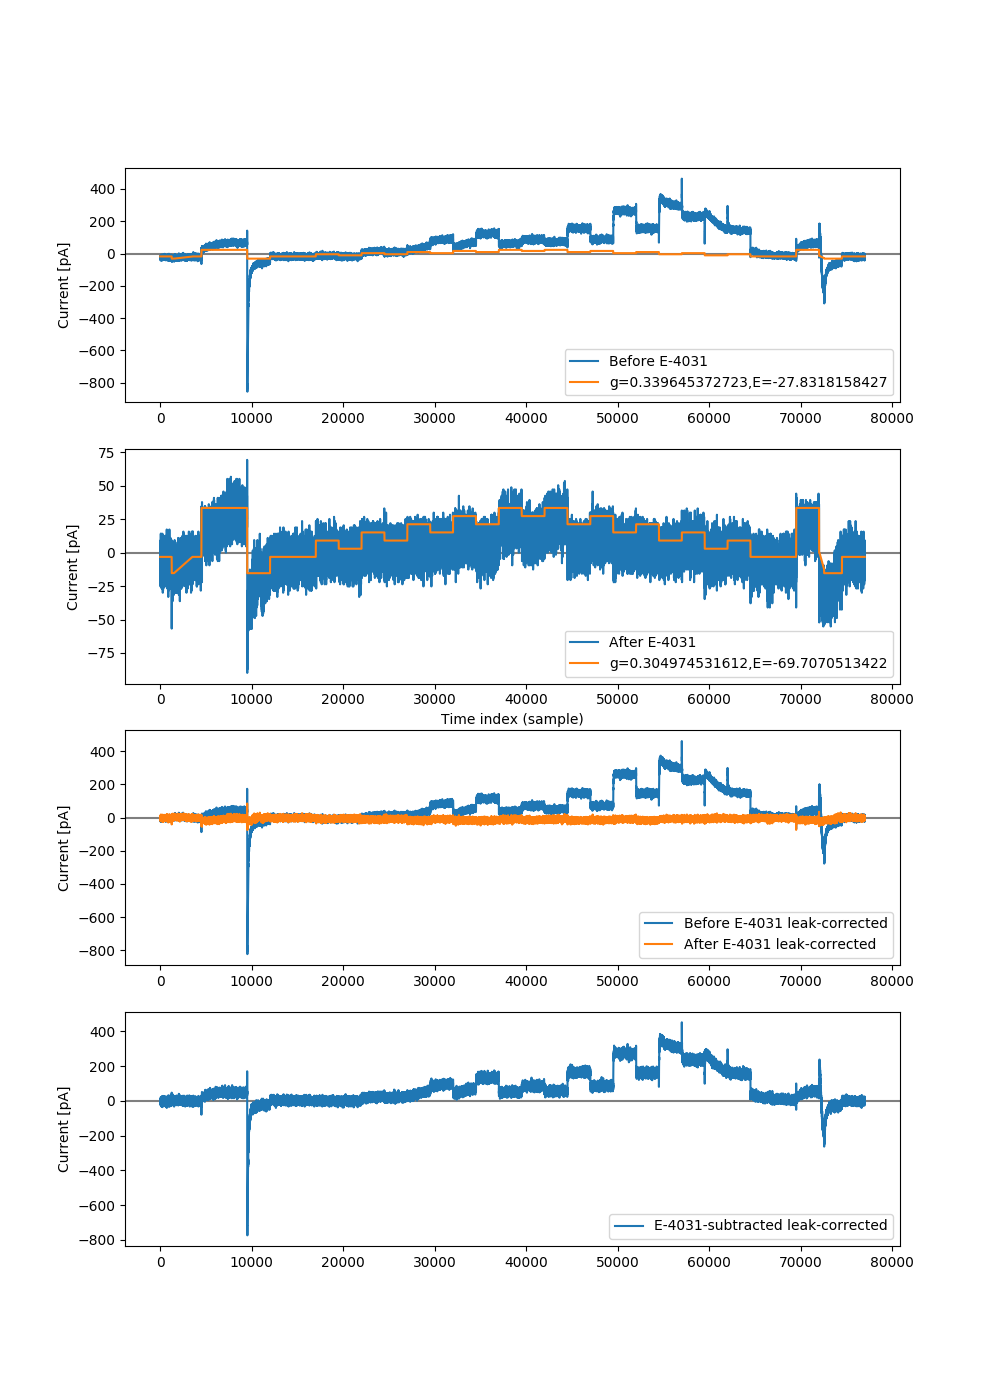 400
200
0
−200
−400
−600
−800
Current [pA]
Before E-4031
g=0.339645372723,E=-27.8318158427
0 10000 20000 30000 40000 50000 60000 70000 80000
75
50
25
0
−25
−50
−75
Current [pA]
After E-4031
g=0.304974531612,E=-69.7070513422
0 10000 20000 30000 40000 50000 60000 70000 80000
Time index (sample)
400
200
0
−200
−400
−600
−800
Current [pA]
Before E-4031 leak-corrected
After E-4031 leak-corrected
0 10000 20000 30000 40000 50000 60000 70000 80000
400
200
0
−200
−400
−600
−800
Current [pA]
E-4031-subtracted leak-corrected
0 10000 20000 30000 40000 50000 60000 70000 80000